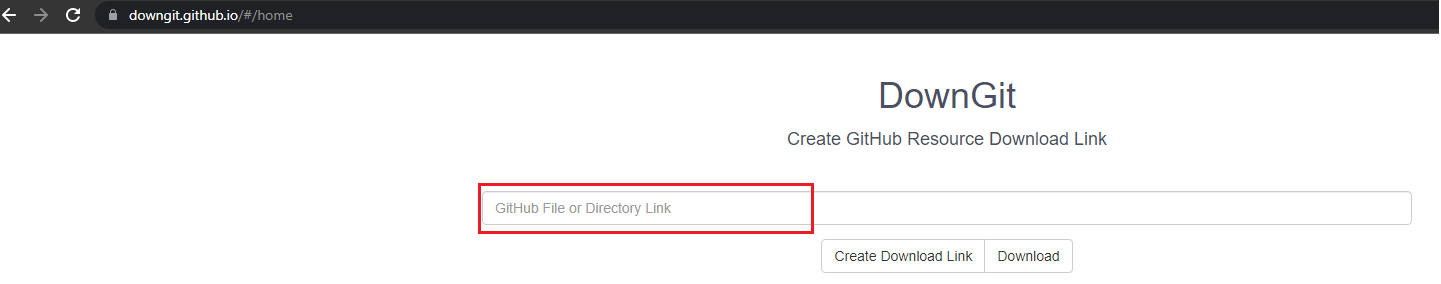 downgit.github.io/#/home
DownGit
Create GitHub Resource Download Link
GitHub File or Directory Link
Create Download Link Download